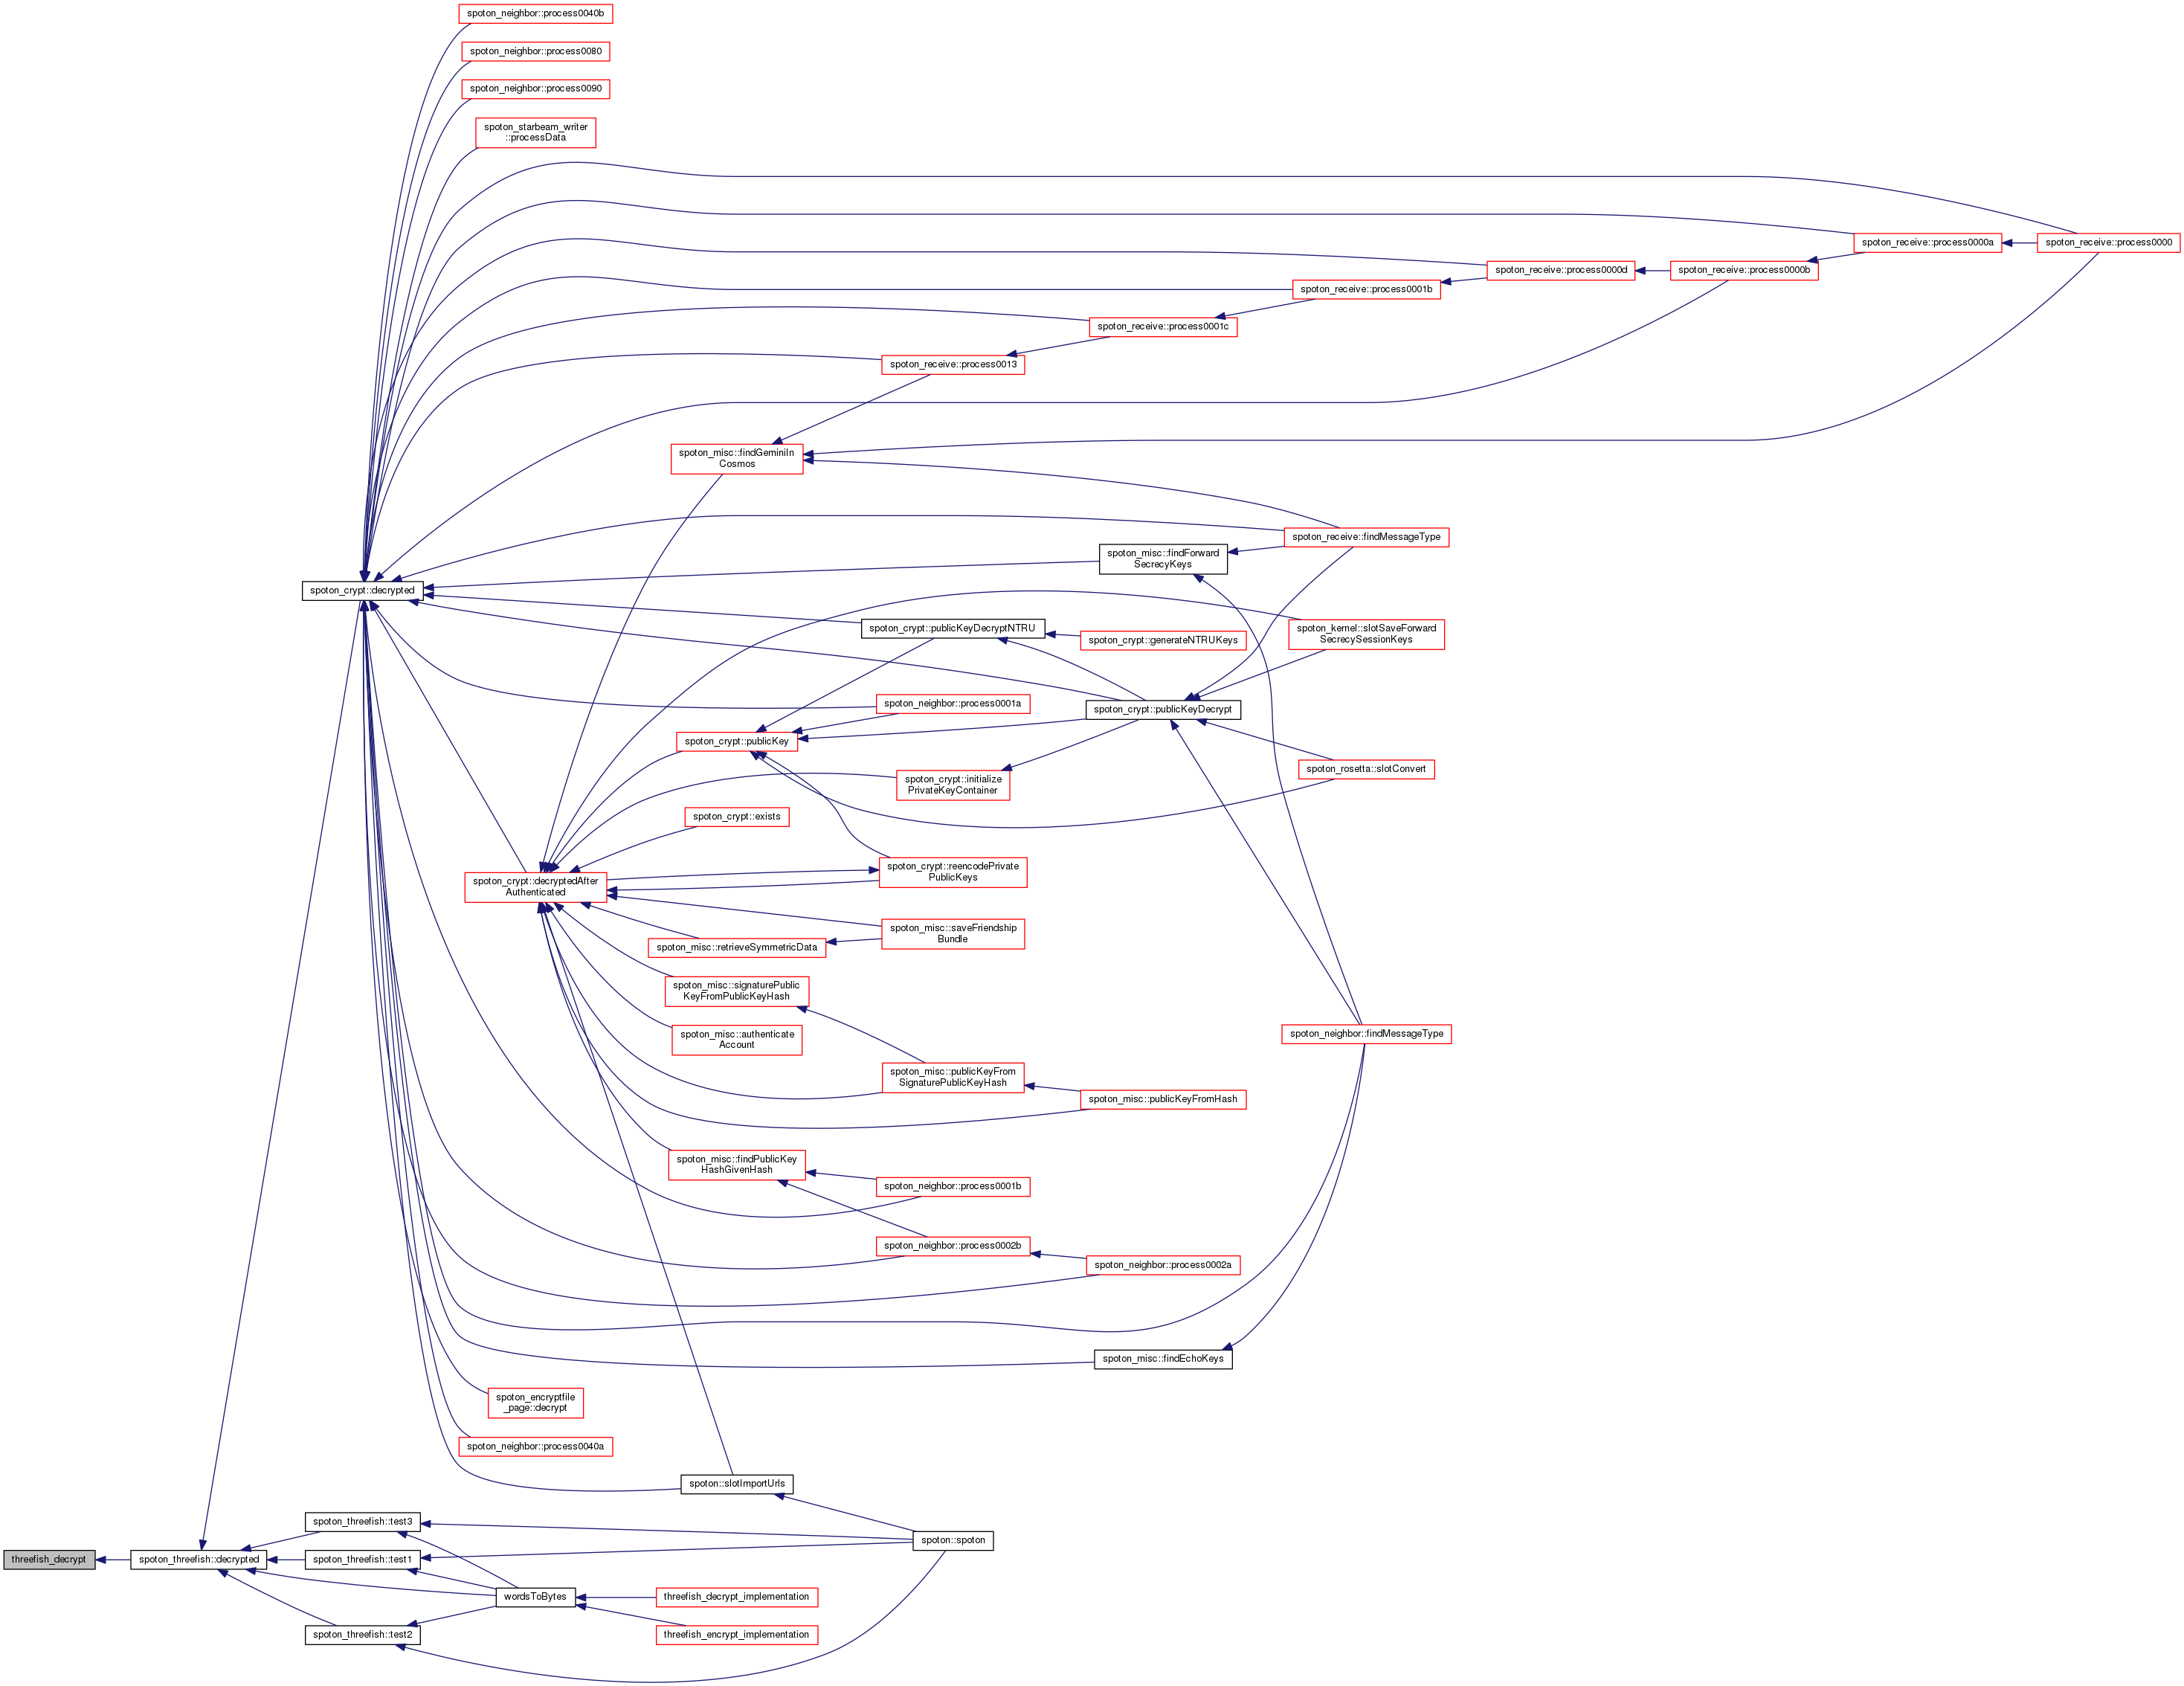 spoton_neighbor::process0040b
spoton_neighbor::process0080
spoton_neighbor::process0090
spoton_starbeam_writer
::processData
spoton_receive::process0000
spoton_receive::process0000a
spoton_receive::process0000d
spoton_receive::process0000b
spoton_receive::process0001b
spoton_receive::process0001c
spoton_receive::process0013
spoton_misc::findGeminiIn
Cosmos
spoton_receive::findMessageType
spoton_misc::findForward
SecrecyKeys
spoton_crypt::decrypted
spoton_crypt::publicKeyDecryptNTRU
spoton_crypt::generateNTRUKeys
spoton_kernel::slotSaveForward
SecrecySessionKeys
spoton_neighbor::process0001a
spoton_crypt::publicKeyDecrypt
spoton_crypt::publicKey
spoton_rosetta::slotConvert
spoton_crypt::initialize
PrivateKeyContainer
spoton_crypt::exists
spoton_crypt::reencodePrivate
PublicKeys
spoton_crypt::decryptedAfter
Authenticated
spoton_misc::saveFriendship
Bundle
spoton_misc::retrieveSymmetricData
spoton_misc::signaturePublic
KeyFromPublicKeyHash
spoton_misc::authenticate
Account
spoton_neighbor::findMessageType
spoton_misc::publicKeyFrom
SignaturePublicKeyHash
spoton_misc::publicKeyFromHash
spoton_misc::findPublicKey
HashGivenHash
spoton_neighbor::process0001b
spoton_neighbor::process0002b
spoton_neighbor::process0002a
spoton_misc::findEchoKeys
spoton_encryptfile
_page::decrypt
spoton_neighbor::process0040a
spoton::slotImportUrls
spoton_threefish::test3
spoton::spoton
threefish_decrypt
spoton_threefish::decrypted
spoton_threefish::test1
wordsToBytes
threefish_decrypt_implementation
spoton_threefish::test2
threefish_encrypt_implementation